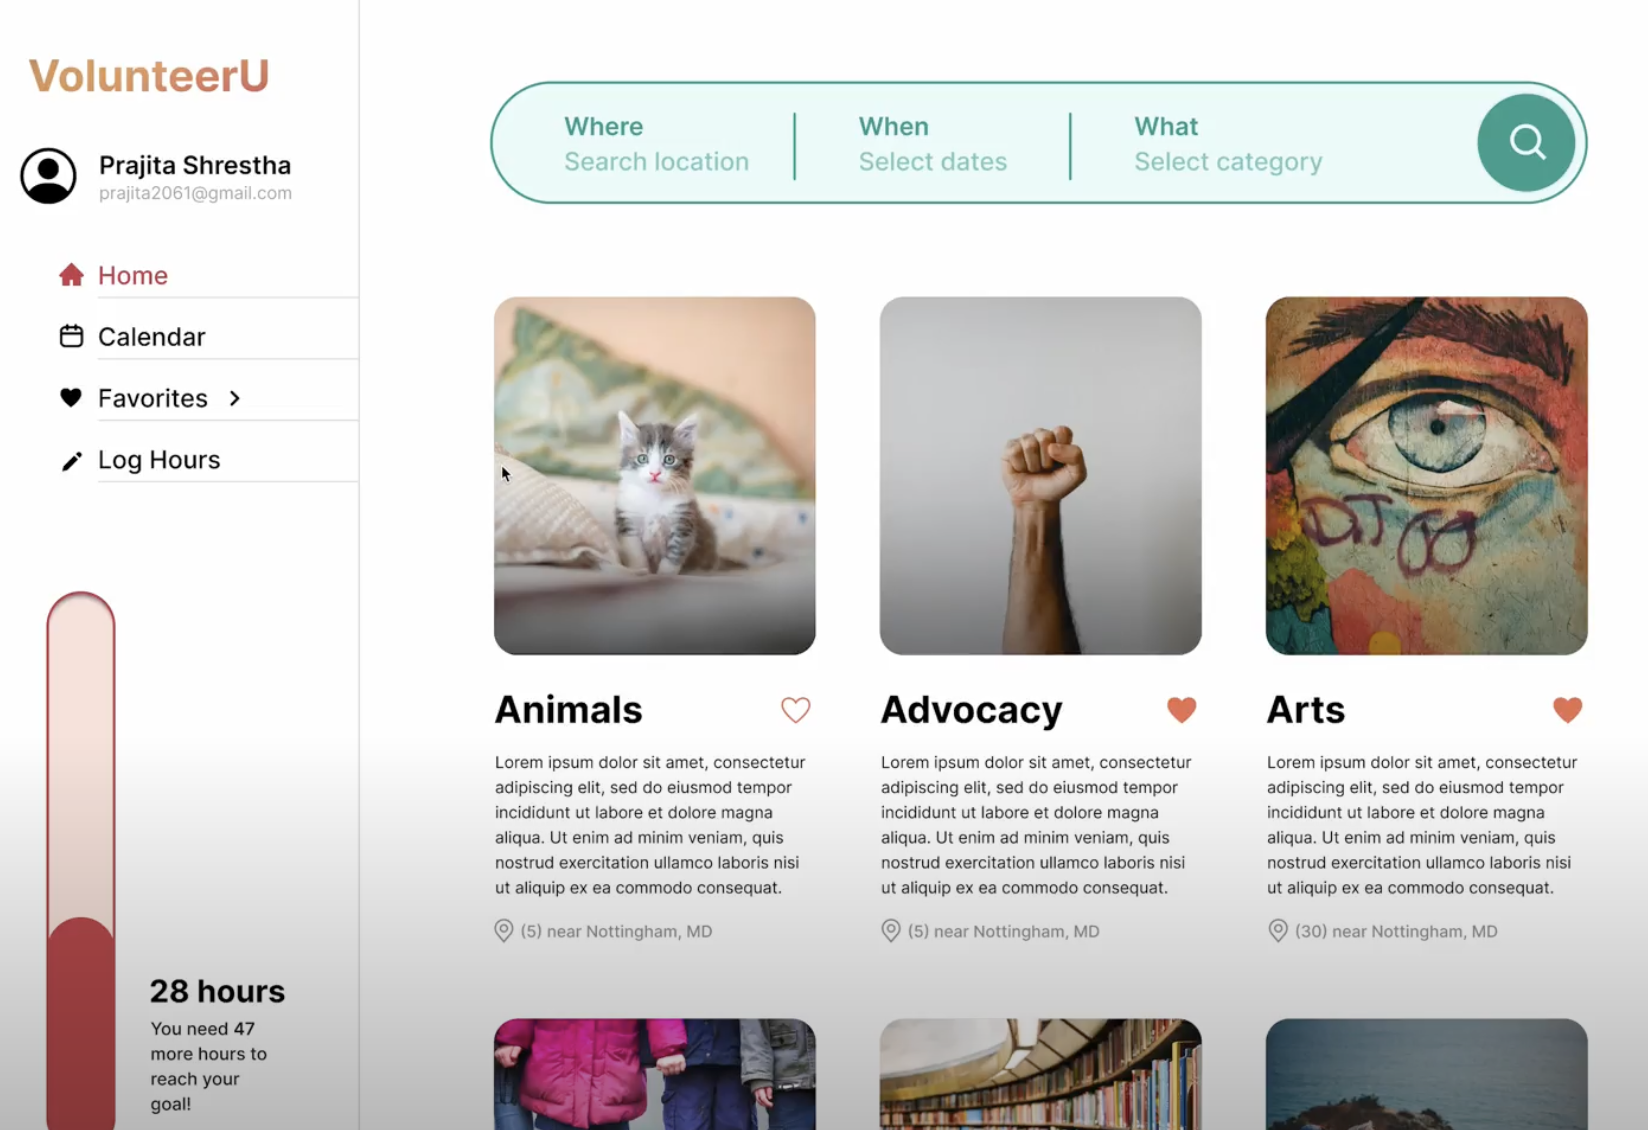 VolunteerU
Prajita Shrestha
prajita2061@gmail.com
Home
Calendar
Favorites
Log Hours
28 hours
You need 47
more hours to
reach your
goal!
Where
Search location
When
Select dates
What
Select category
Animals
Lorem ipsum dolor sit amet, consectetur
adipiscing elit, sed do eiusmod tempor
incididunt ut labore et dolore magna
aliqua. Ut enim ad minim veniam, quis
nostrud exercitation ullamco laboris nisi
ut aliquip ex ea commodo consequat.
(5) near Nottingham, MD
Advocacy
Lorem ipsum dolor sit amet, consectetur
adipiscing elit, sed do eiusmod tempor
incididunt ut labore et dolore magna
aliqua. Ut enim ad minim veniam, quis
nostrud exercitation ullamco laboris nisi
ut aliquip ex ea commodo consequat.
(5) near Nottingham, MD
Arts
Lorem ipsum dolor sit amet, consectetur
adipiscing elit, sed do eiusmod tempor
incididunt ut labore et dolore magna
aliqua. Ut enim ad minim veniam, quis
nostrud exercitation ullamco laboris nisi
ut aliquip ex ea commodo consequat.
(30) near Nottingham, MD